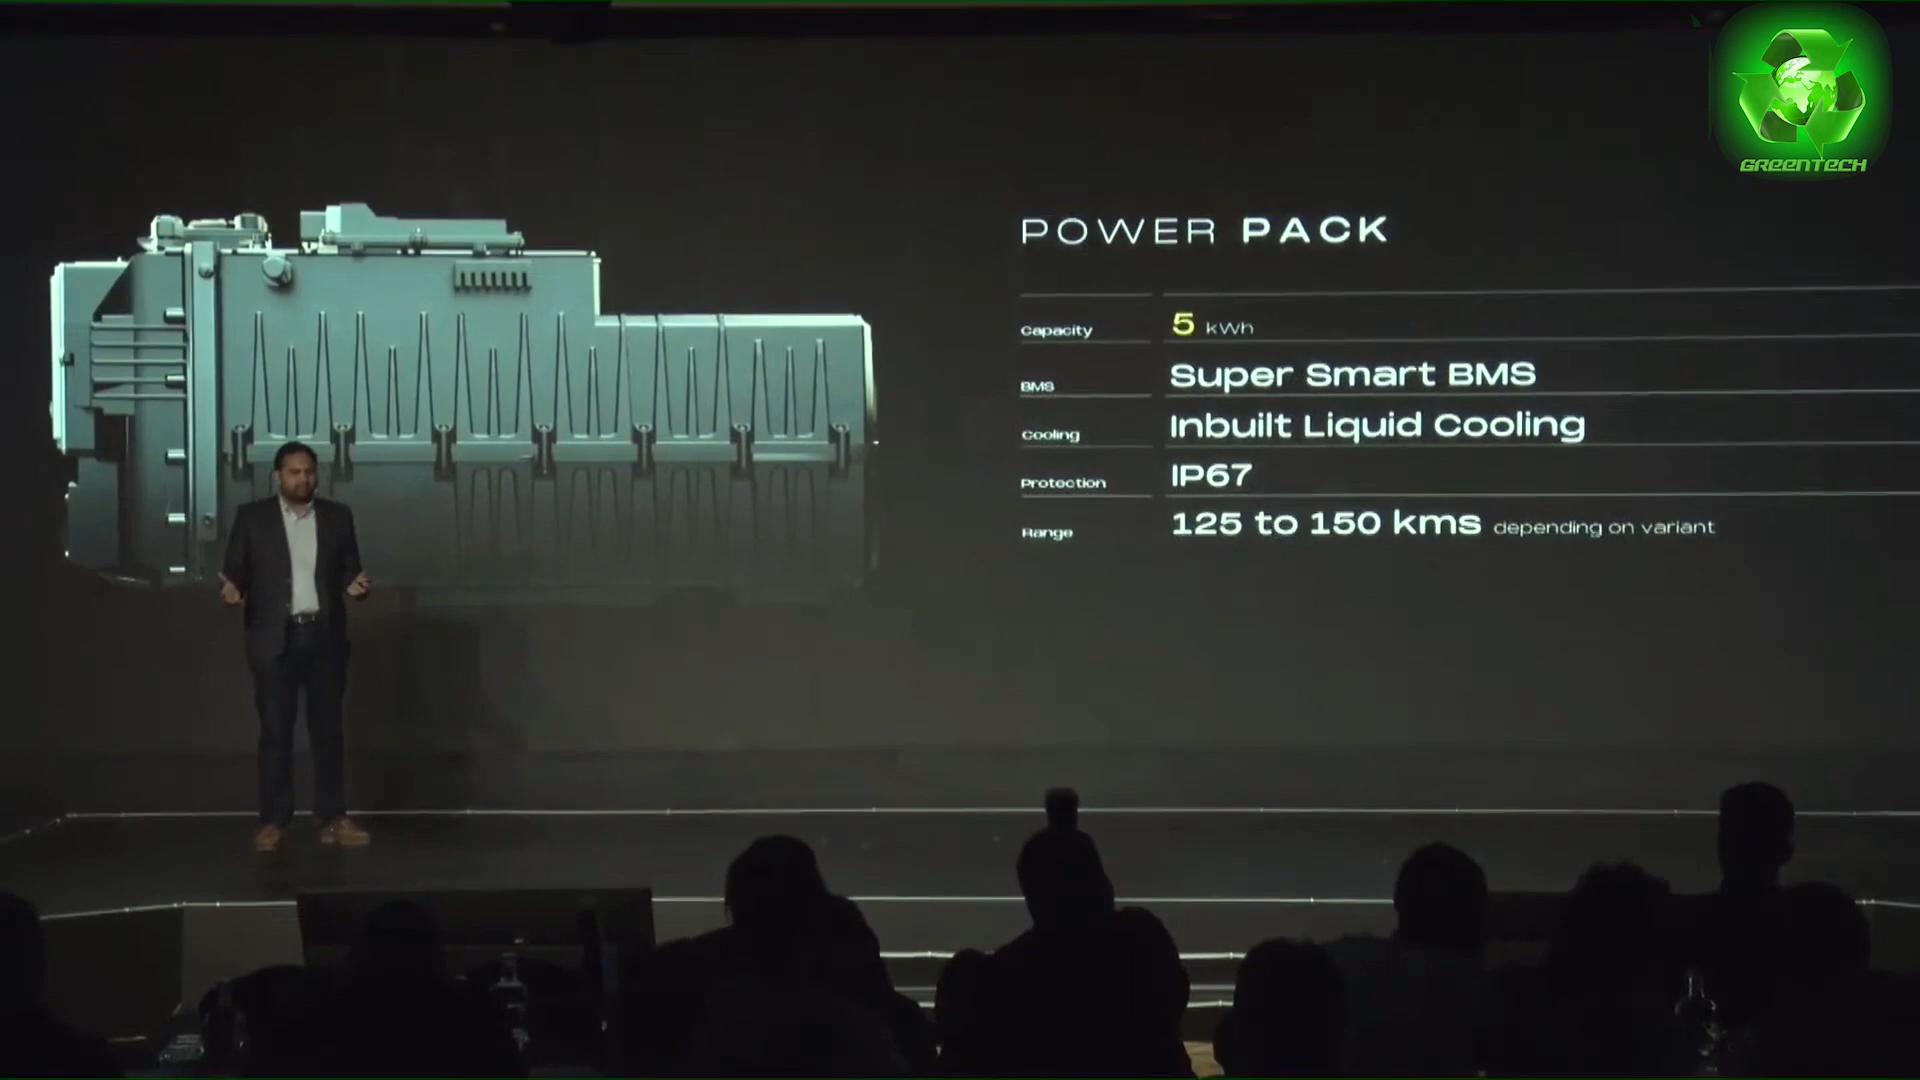 GREENTECH
POWER PACK
Capacity 5 kWh
BMS Super Smart BMS
Cooling Inbuilt Liquid Cooling
Protection IP67
Range 125 to 150 kms depending on variant